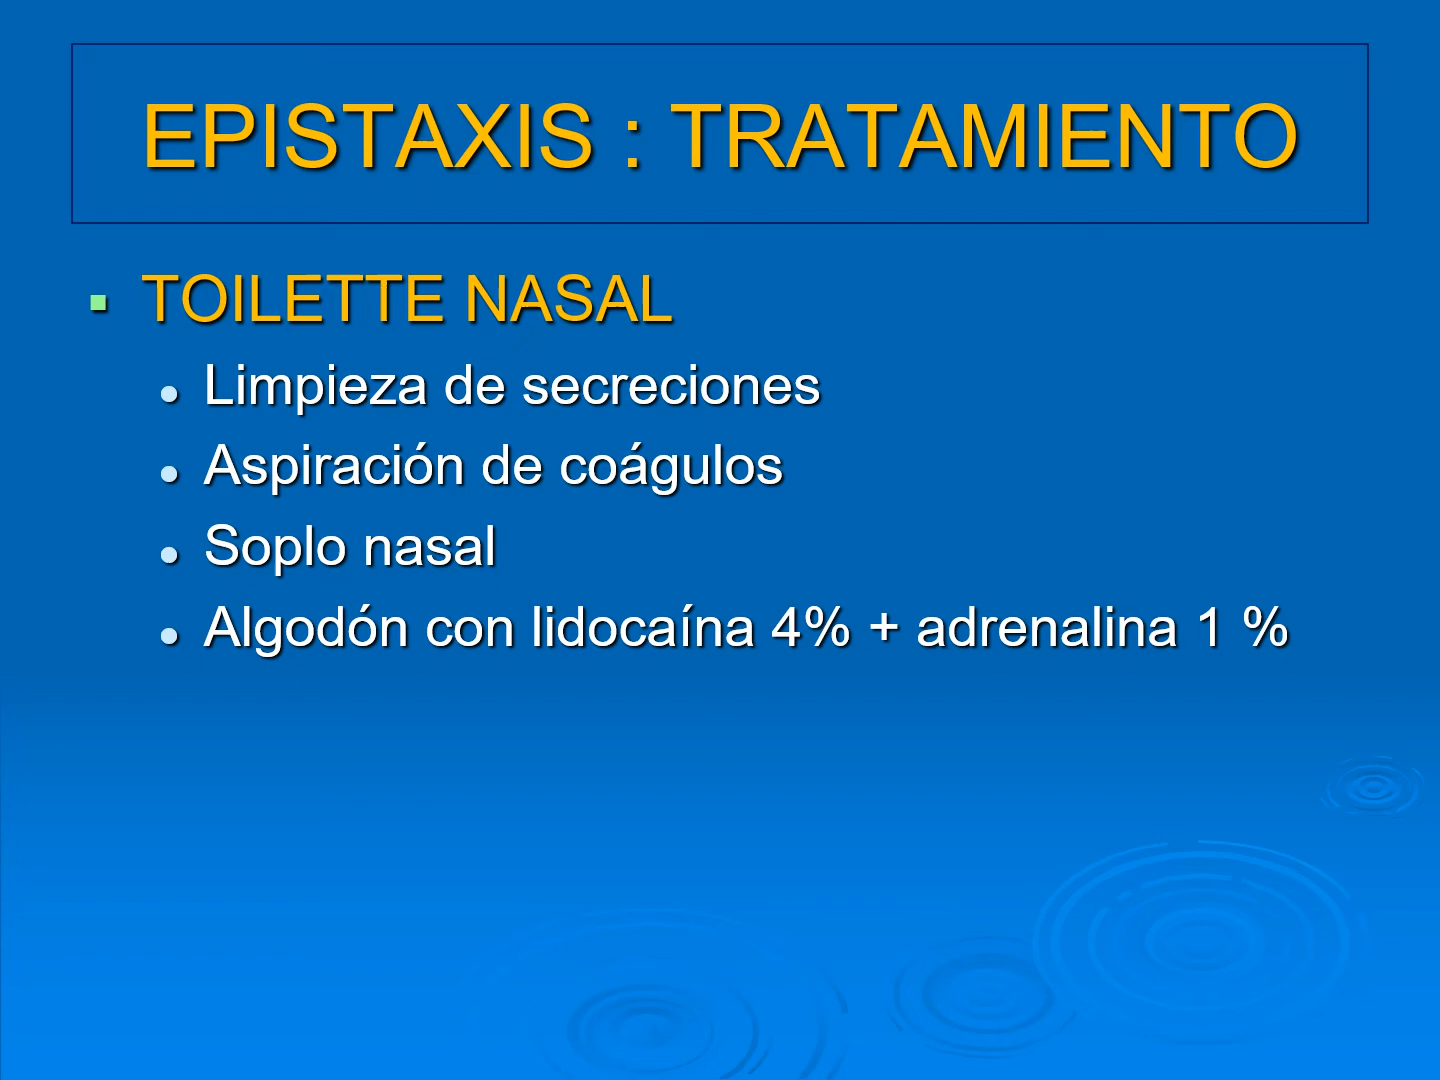 EPISTAXIS : TRATAMIENTO
TOILETTE NASAL
Limpieza de secreciones
Aspiración de coágulos
Soplo nasal
Algodón con lidocaína 4% + adrenalina 1 %